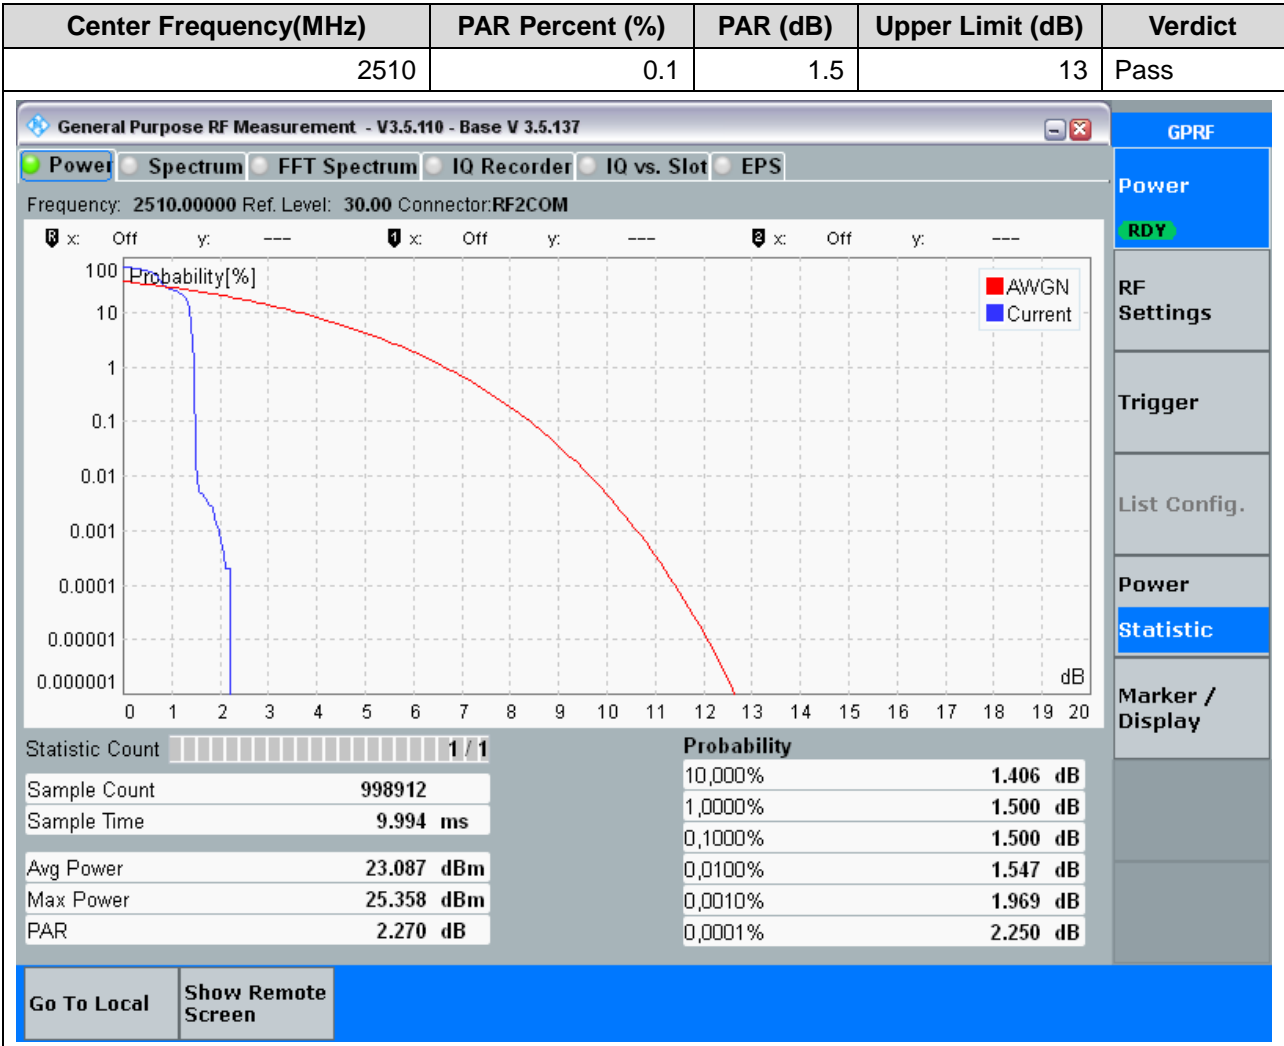 Center Frequency(MHz) PAR Percent (%) PAR (dB) Upper Limit (dB) Verdict
2510 0.1 1.5 13 Pass
General Purpose RF Measurement - V3.5.110 - Base V 3.5.137
GPRF
Power Spectrum FFT Spectrum IQ Recorder IQ vs. Slot EPS
Frequency: 2510.00000 Ref. Level: 30.00 Connector:RF2COM
R x: Off y: --- 1 x: Off y: --- 2 x: Off y: ---
Probability[%]
AWGN
Current
100
10
1
0.1
0.01
0.001
0.0001
0.00001
0.000001
dB
0 1 2 3 4 5 6 7 8 9 10 11 12 13 14 15 16 17 18 19 20
Statistic Count 1 / 1
Sample Count 998912
Sample Time 9.994 ms
Avg Power 23.087 dBm
Max Power 25.358 dBm
PAR 2.270 dB
Probability
10,000% 1.406 dB
1,0000% 1.500 dB
0,1000% 1.500 dB
0,0100% 1.547 dB
0,0010% 1.969 dB
0,0001% 2.250 dB
Power
RDY
RF
Settings
Trigger
List Config.
Power
Statistic
Marker /
Display
Go To Local
Show Remote
Screen